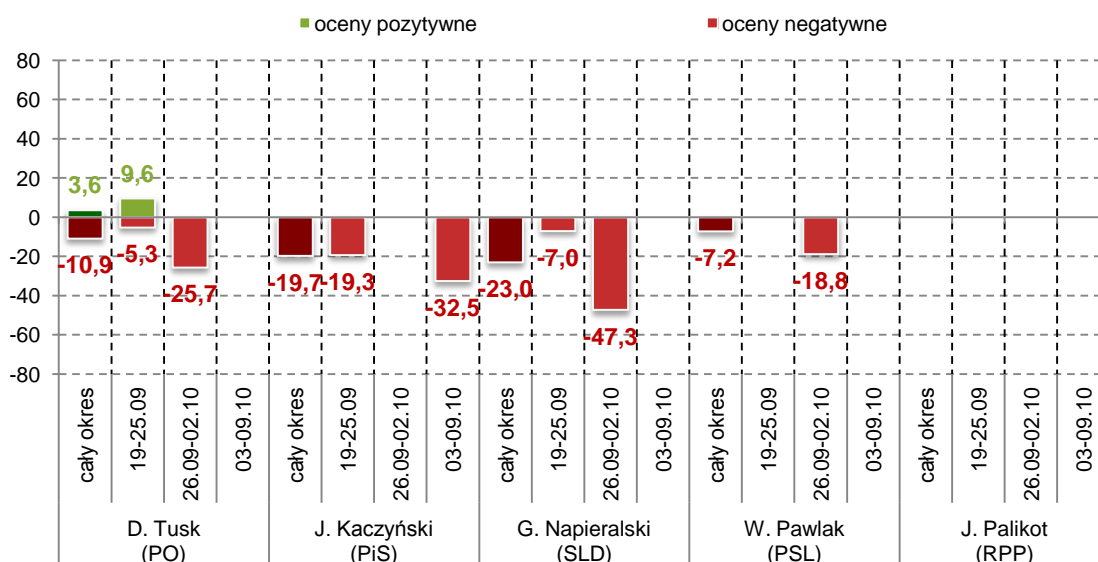 oceny pozytywne
oceny negatywne
80
60
40
20
0
-20
-40
-60
-80
3,6
9,6
-10,9
-5,3
-25,7
-19,7
-19,3
-32,5
-23,0
-7,0
-47,3
-7,2
-18,8
cały okres
19-25.09
26.09-02.10
03-09.10
cały okres
19-25.09
26.09-02.10
03-09.10
cały okres
19-25.09
26.09-02.10
03-09.10
cały okres
19-25.09
26.09-02.10
03-09.10
cały okres
19-25.09
26.09-02.10
03-09.10
D. Tusk
(PO)
J. Kaczyński
(PiS)
G. Napieralski
(SLD)
W. Pawlak
(PSL)
J. Palikot
(RPP)